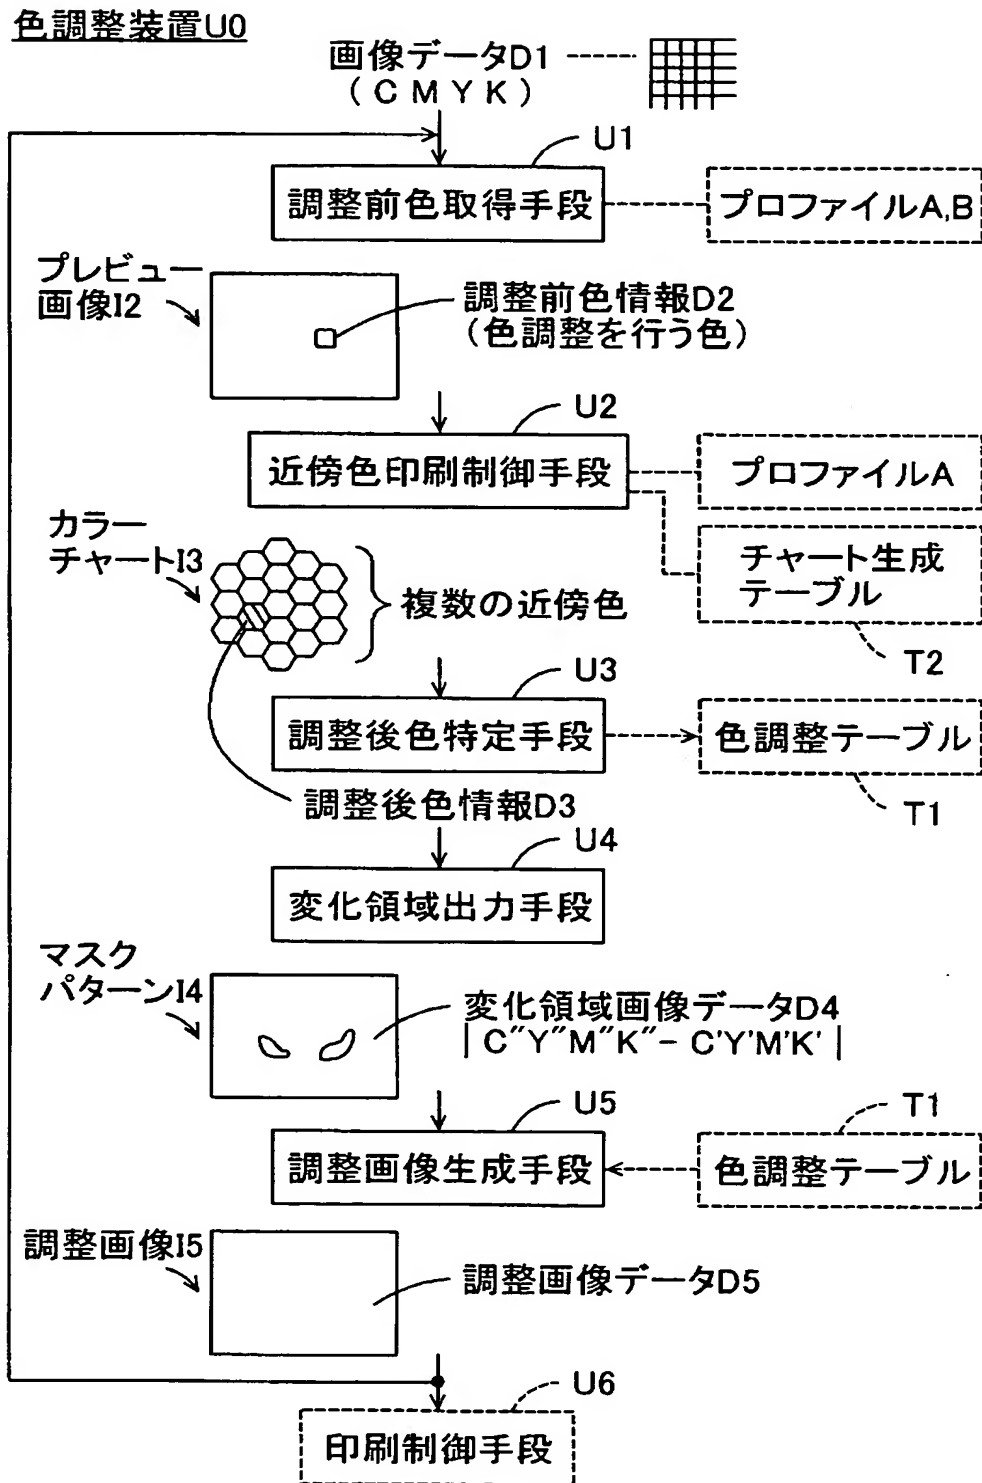 色調整装置U0
画像データD1
(CMYK)
U1
調整前色取得手段
プロファイルA,B
プレビュー
画像I2
調整前色情報D2
(色調整を行う色)
U2
近傍色印刷制御手段
プロファイルA
カラー
チャートI3
複数の近傍色
チャート生成
テーブル
T2
U3
調整後色特定手段
色調整テーブル
T1
調整後色情報D3
U4
変化領域出力手段
マスク
パターンI4
変化領域画像データD4
|C"Y"M"K"-C'Y'M'K'|
U5
T1
調整画像生成手段
色調整テーブル
調整画像I5
調整画像データD5
U6
印刷制御手段